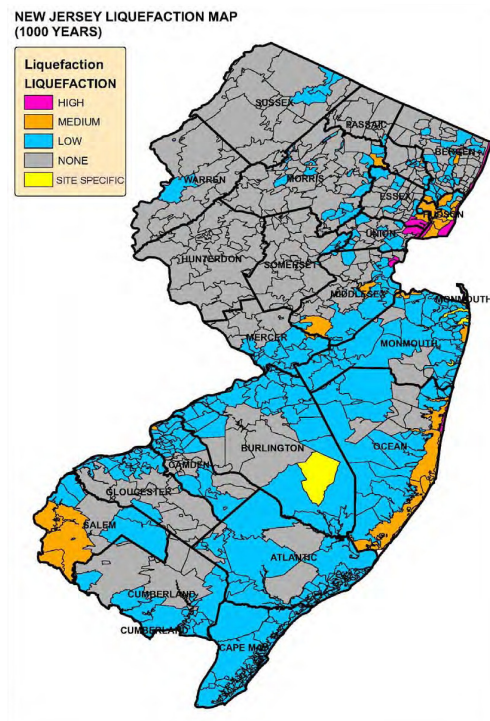 NEW JERSEY LIQUEFACTION MAP
(1000 YEARS)
Liquefaction
LIQUEFACTION
HIGH
MEDIUM
LOW
NONE
SITE SPECIFIC
SUSSEX
PASSAIC
BERGEN
WARREN
MORRIS
ESSEX
HUDSON
UNION
HUNTERDON
SOMERSET
MIDDLESEX
MONMOUTH
MERCER
MONMOUTH
OCEAN
BURLINGTON
CAMDEN
GLOUCESTER
SALEM
ATLANTIC
CUMBERLAND
CUMBERLAND
CAPE MAY